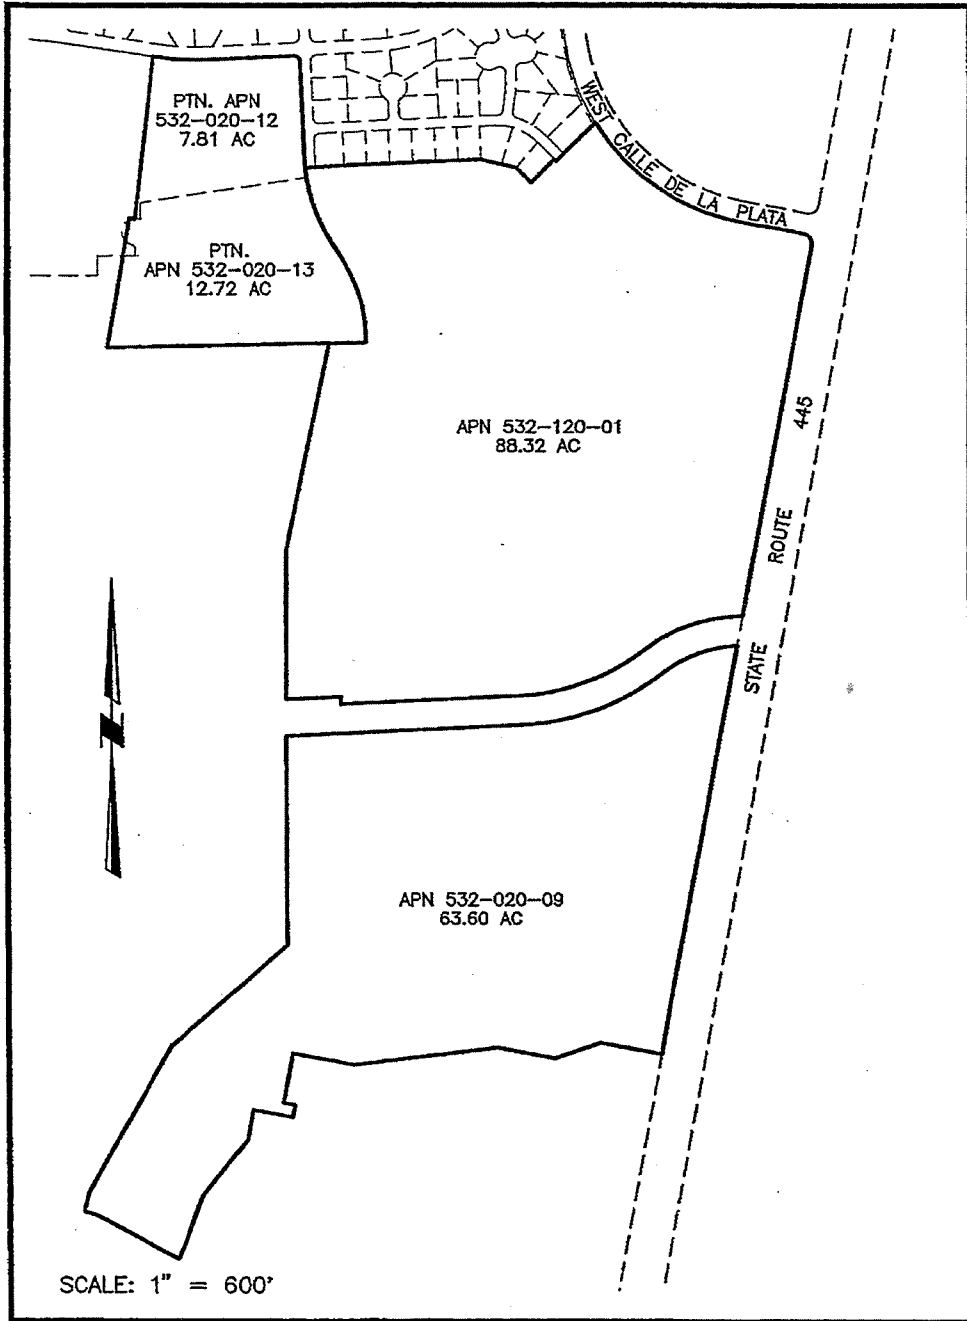 PTN. APN
532-020-12
7.81 AC
WEST CALLE DE LA PLATA
PTN.
APN 532-020-13
12.72 AC
APN 532-120-01
88.32 AC
STATE ROUTE 445
N
APN 532-020-09
63.60 AC
SCALE: 1" = 600'